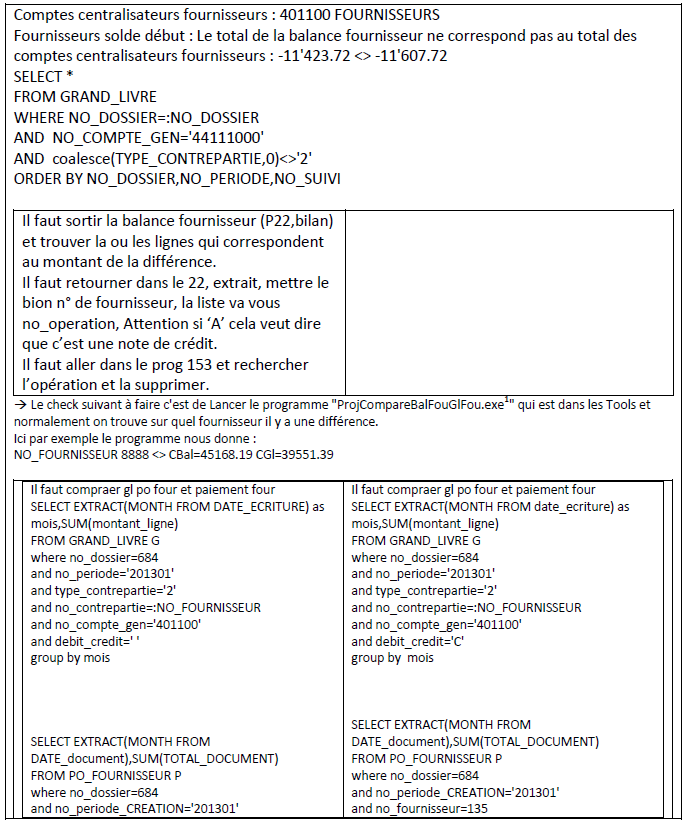 Comptes centralisateurs fournisseurs : 401100 FOURNISSEURS
Fournisseurs solde début : Le total de la balance fournisseur ne correspond pas au total des
comptes centralisateurs fournisseurs : -11'423.72 <> -11'607.72
SELECT *
FROM GRAND_LIVRE
WHERE NO_DOSSIER=:NO_DOSSIER
AND  NO_COMPTE_GEN='44111000'
AND  coalesce(TYPE_CONTREPARTIE,0)<>'2'
ORDER BY NO_DOSSIER,NO_PERIODE,NO_SUIVI
Il faut sortir la balance fournisseur (P22,bilan)
et trouver la ou les lignes qui correspondent
au montant de la différence.
Il faut retourner dans le 22, extrait, mettre le
bion n° de fournisseur, la liste va vous
no_operation, Attention si ‘A’ cela veut dire
que c’est une note de crédit.
Il faut aller dans le prog 153 et rechercher
l’opération et la supprimer.
→ Le check suivant à faire c'est de Lancer le programme "ProjCompareBalFouGlFou.exe¹" qui est dans les Tools et
normalement on trouve sur quel fournisseur il y a une différence.
Ici par exemple le programme nous donne :
NO_FOURNISSEUR 8888 <> CBal=45168.19 CGl=39551.39
Il faut compraer gl po four et paiement four
SELECT EXTRACT(MONTH FROM DATE_ECRITURE) as
mois,SUM(montant_ligne)
FROM GRAND_LIVRE G
where no_dossier=684
and no_periode='201301'
and type_contrepartie='2'
and no_contrepartie=:NO_FOURNISSEUR
and no_compte_gen='401100'
and debit_credit=' '
group by mois
SELECT EXTRACT(MONTH FROM
DATE_document),SUM(TOTAL_DOCUMENT)
FROM PO_FOURNISSEUR P
where no_dossier=684
and no_periode_CREATION='201301'
Il faut compraer gl po four et paiement four
SELECT EXTRACT(MONTH FROM date_ecriture) as
mois,SUM(montant_ligne)
FROM GRAND_LIVRE G
where no_dossier=684
and no_periode='201301'
and type_contrepartie='2'
and no_contrepartie=:NO_FOURNISSEUR
and no_compte_gen='401100'
and debit_credit='C'
group by  mois
SELECT EXTRACT(MONTH FROM
DATE_document),SUM(TOTAL_DOCUMENT)
FROM PO_FOURNISSEUR P
where no_dossier=684
and no_periode_CREATION='201301'
and no_fournisseur=135